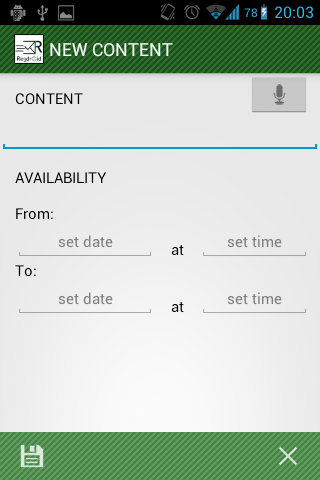 78 20:03
R
Regdroid
NEW CONTENT
CONTENT
AVAILABILITY
From:
set date at set time
To:
set date at set time